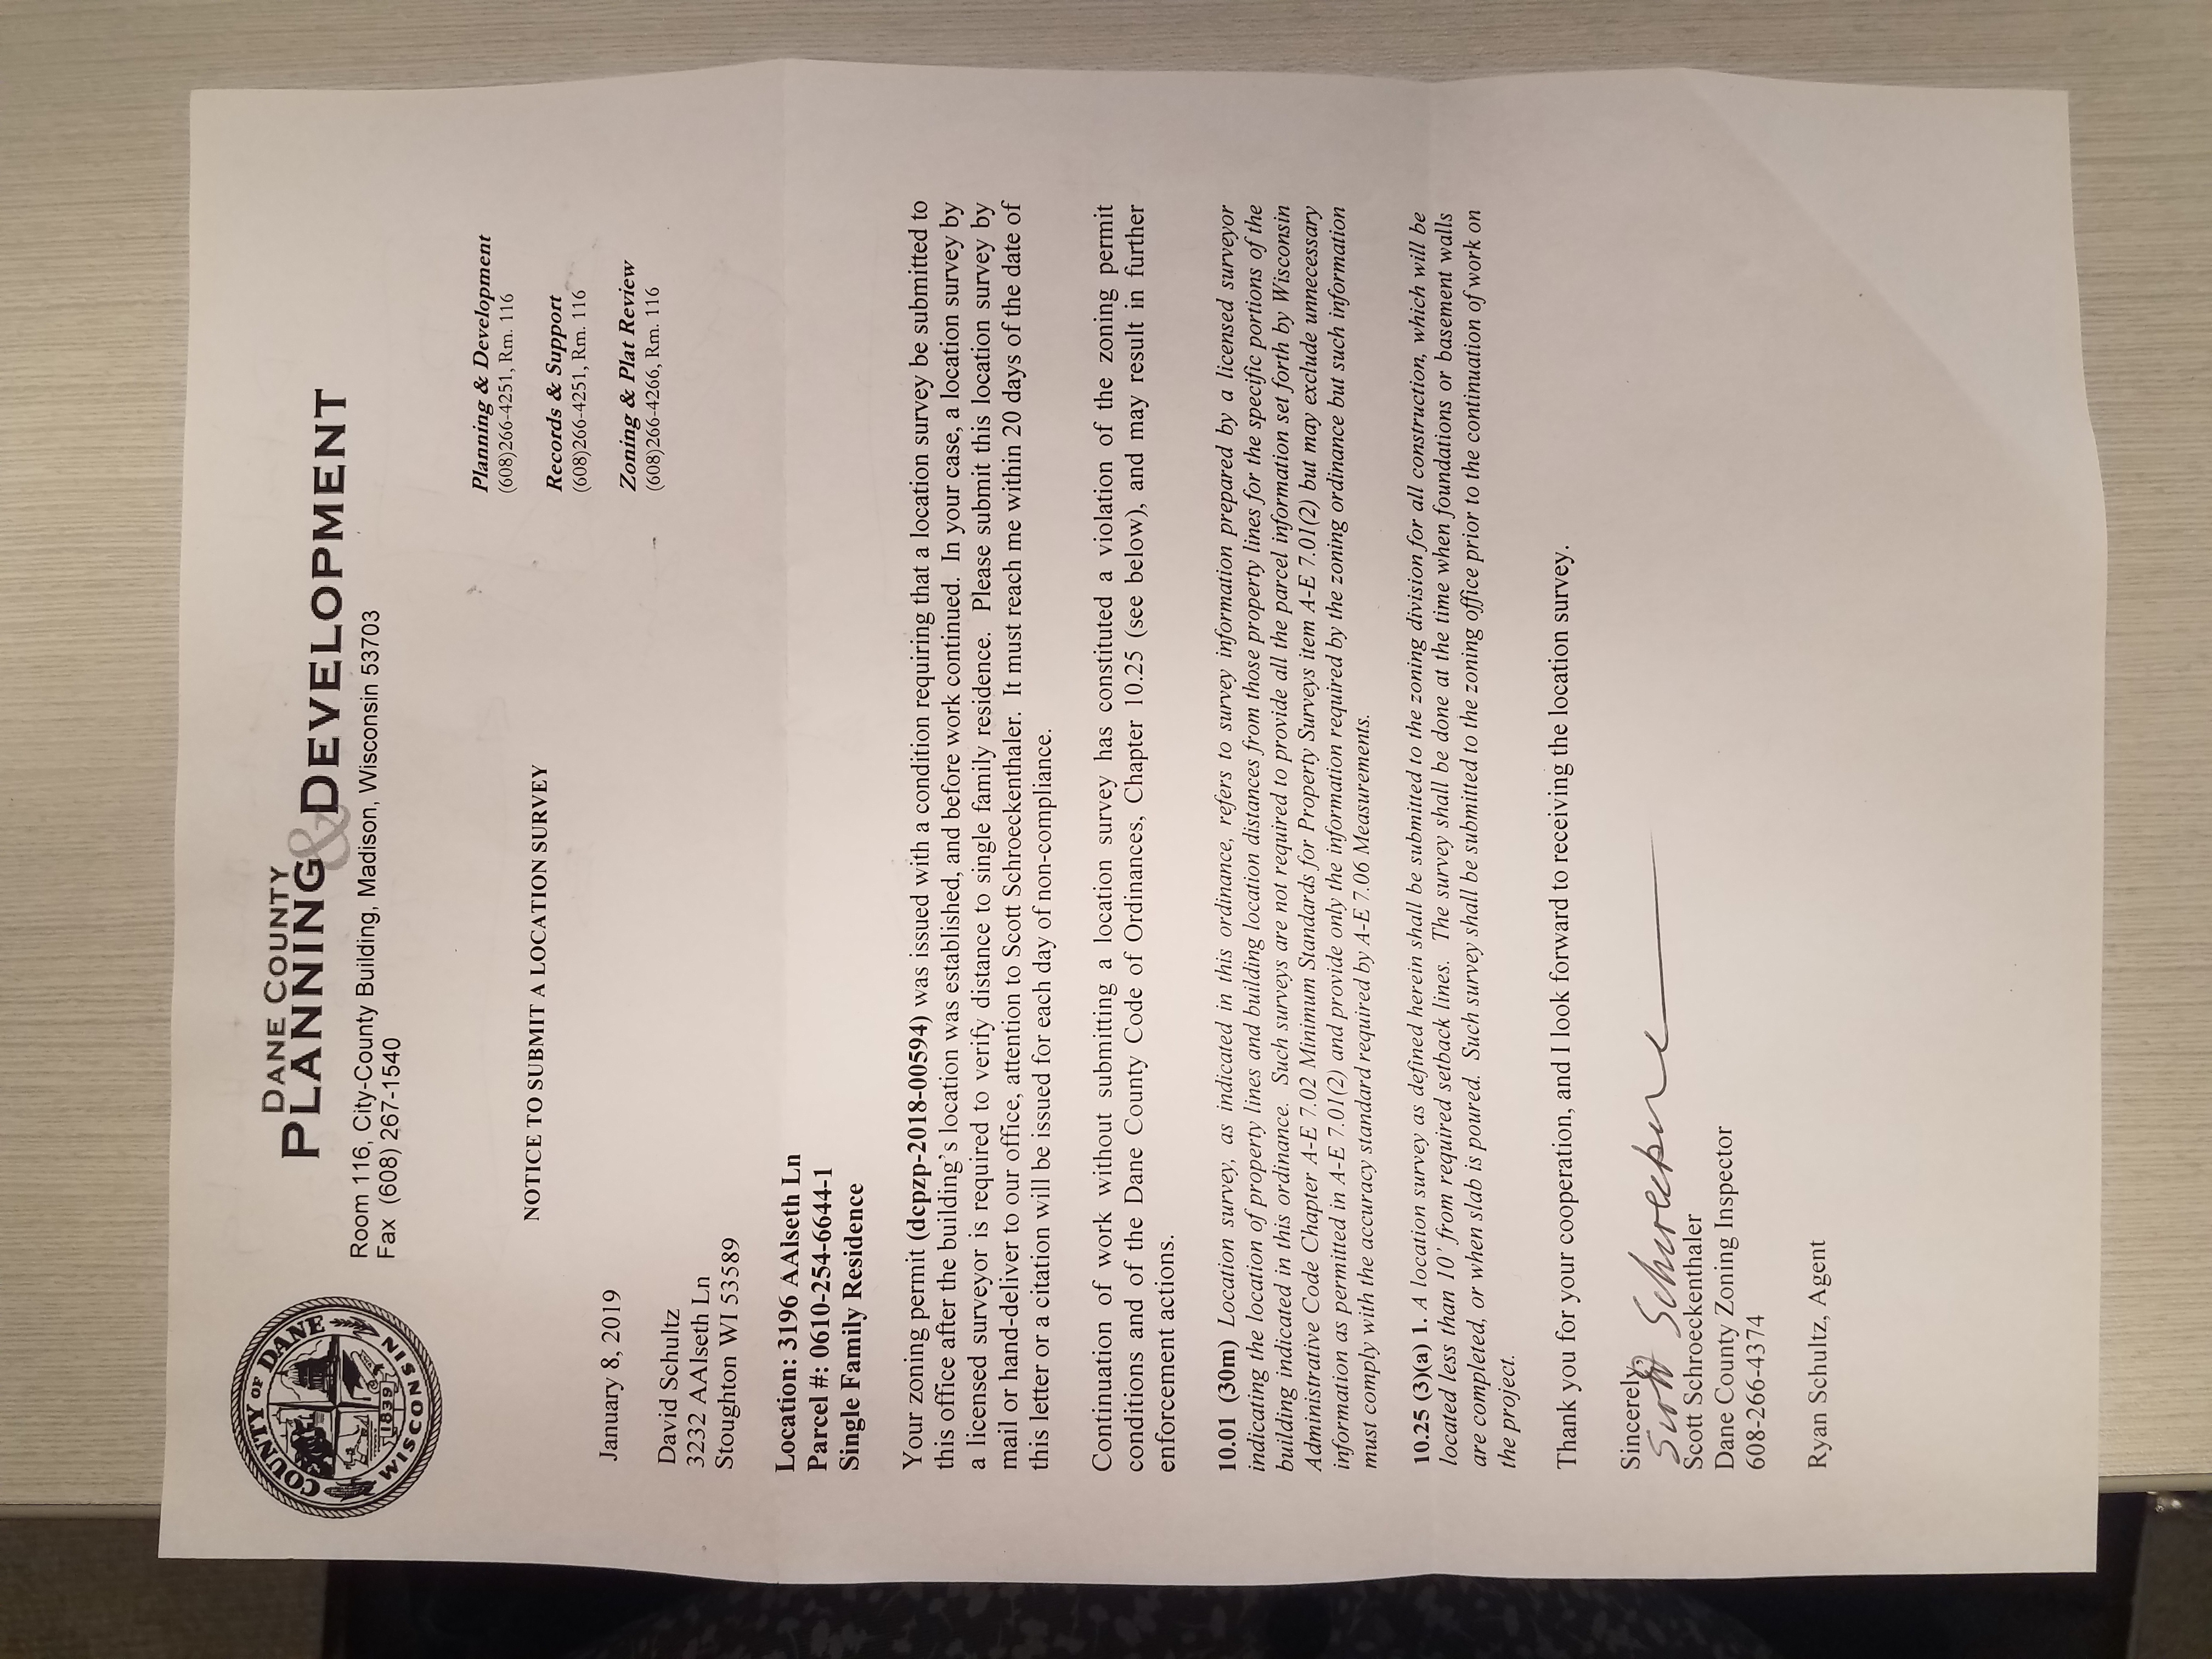 COUNTY OF DANE
1839
WISCONSIN
DANE COUNTY
PLANNING & DEVELOPMENT
Room 116, City-County Building, Madison, Wisconsin 53703
Fax (608) 267-1540
Planning & Development
(608)266-4251, Rm. 116
NOTICE TO SUBMIT A LOCATION SURVEY
Records & Support
(608)266-4251, Rm. 116
January 8, 2019
Zoning & Plat Review
(608)266-4266, Rm. 116
David Schultz
3232 AAlseth Ln
Stoughton WI 53589
Location: 3196 AAlseth Ln
Parcel #: 0610-254-6644-1
Single Family Residence
Your zoning permit (dcpzp-2018-00594) was issued with a condition requiring that a location survey be submitted to
this office after the building's location was established, and before work continued. In your case, a location survey by
a licensed surveyor is required to verify distance to single family residence. Please submit this location survey by
mail or hand-deliver to our office, attention to Scott Schroeckenthaler. It must reach me within 20 days of the date of
this letter or a citation will be issued for each day of non-compliance.
Continuation of work without submitting a location survey has constituted a violation of the zoning permit
conditions and of the Dane County Code of Ordinances, Chapter 10.25 (see below), and may result in further
enforcement actions.
10.01 (30m) Location survey, as indicated in this ordinance, refers to survey information prepared by a licensed surveyor
indicating the location of property lines and building location distances from those property lines for the specific portions of the
building indicated in this ordinance. Such surveys are not required to provide all the parcel information set forth by Wisconsin
Administrative Code Chapter A-E 7.02 Minimum Standards for Property Surveys item A-E 7.01(2) but may exclude unnecessary
information as permitted in A-E 7.01(2) and provide only the information required by the zoning ordinance but such information
must comply with the accuracy standard required by A-E 7.06 Measurements.
10.25 (3)(a) 1. A location survey as defined herein shall be submitted to the zoning division for all construction, which will be
located less than 10' from required setback lines. The survey shall be done at the time when foundations or basement walls
are completed, or when slab is poured. Such survey shall be submitted to the zoning office prior to the continuation of work on
the project.
Thank you for your cooperation, and I look forward to receiving the location survey.
Sincerely,
Scott Schroeckenthaler
Dane County Zoning Inspector
608-266-4374
Ryan Schultz, Agent